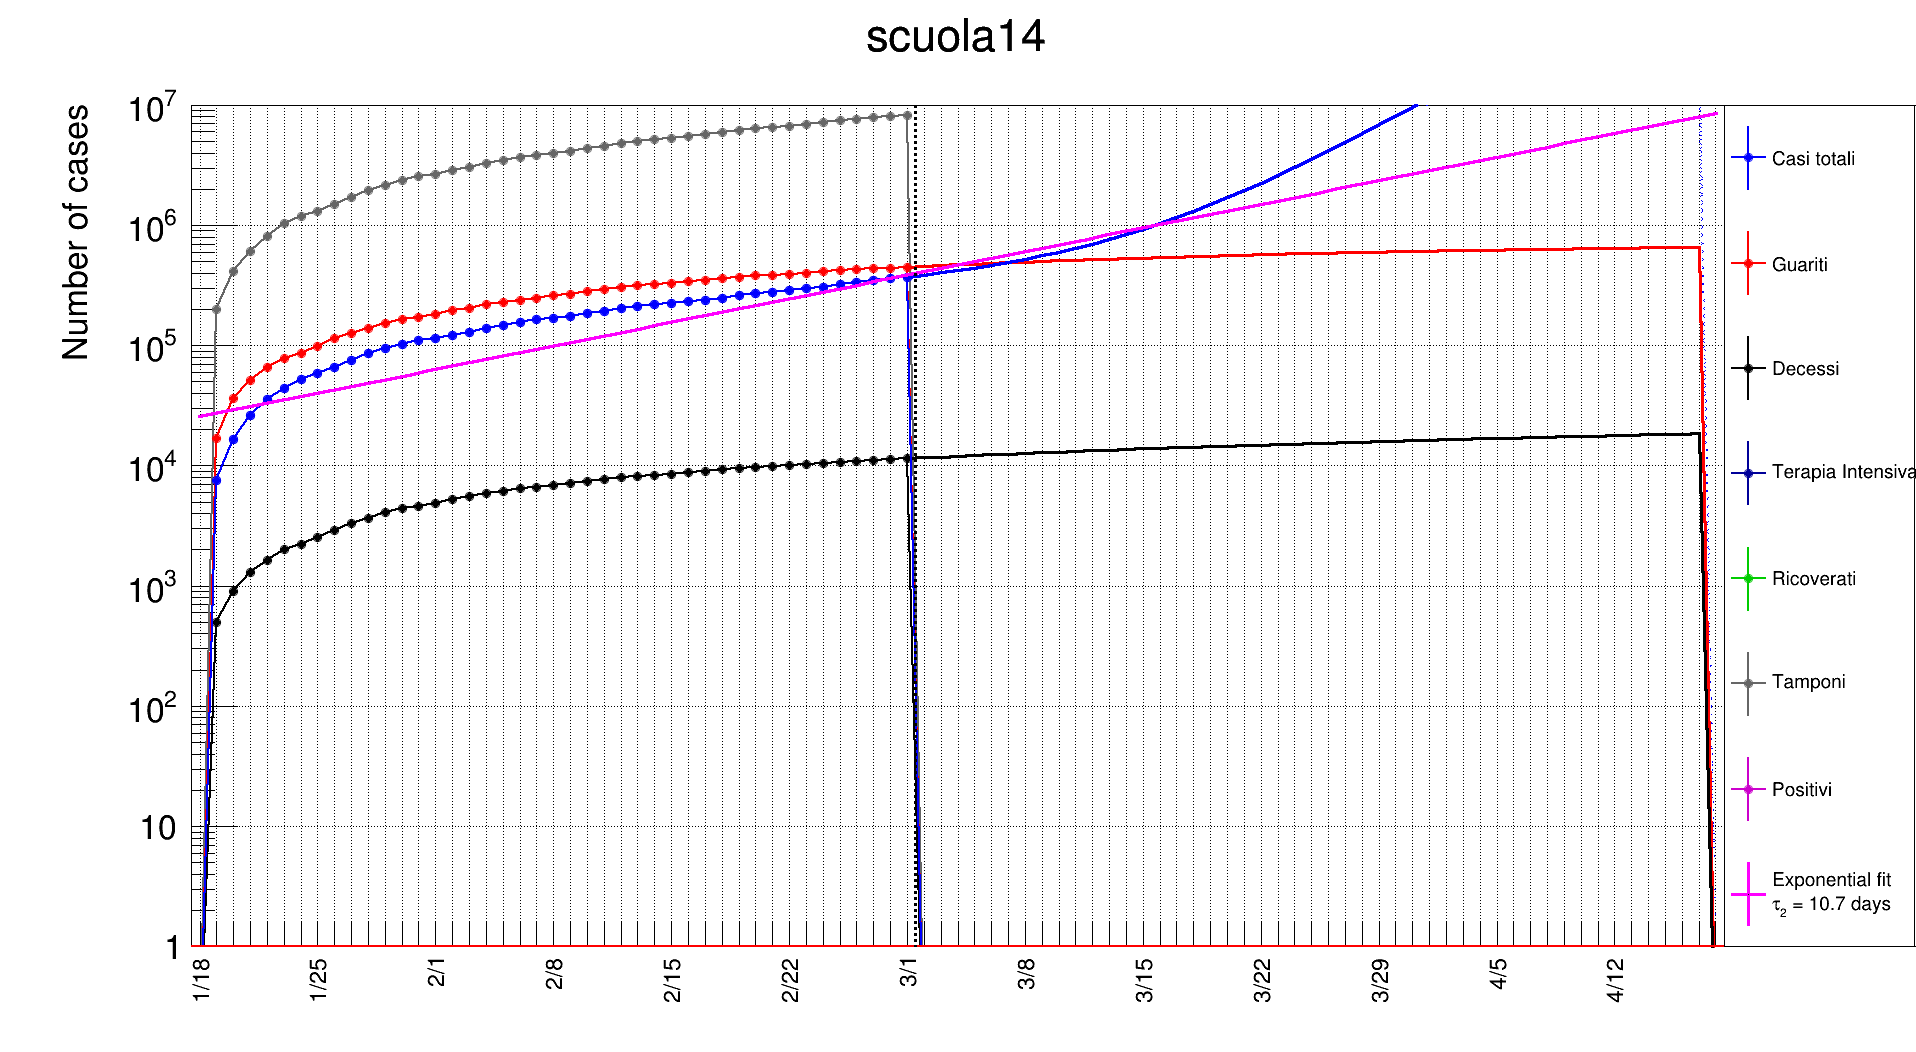 scuola14
Number of cases
10^7
10^6
10^5
10^4
10^3
10^2
10
1
1/18
1/25
2/1
2/8
2/15
2/22
3/1
3/8
3/15
3/22
3/29
4/5
4/12
Casi totali
Guariti
Decessi
Terapia Intensiva
Ricoverati
Tamponi
Positivi
Exponential fit
τ_2 = 10.7 days